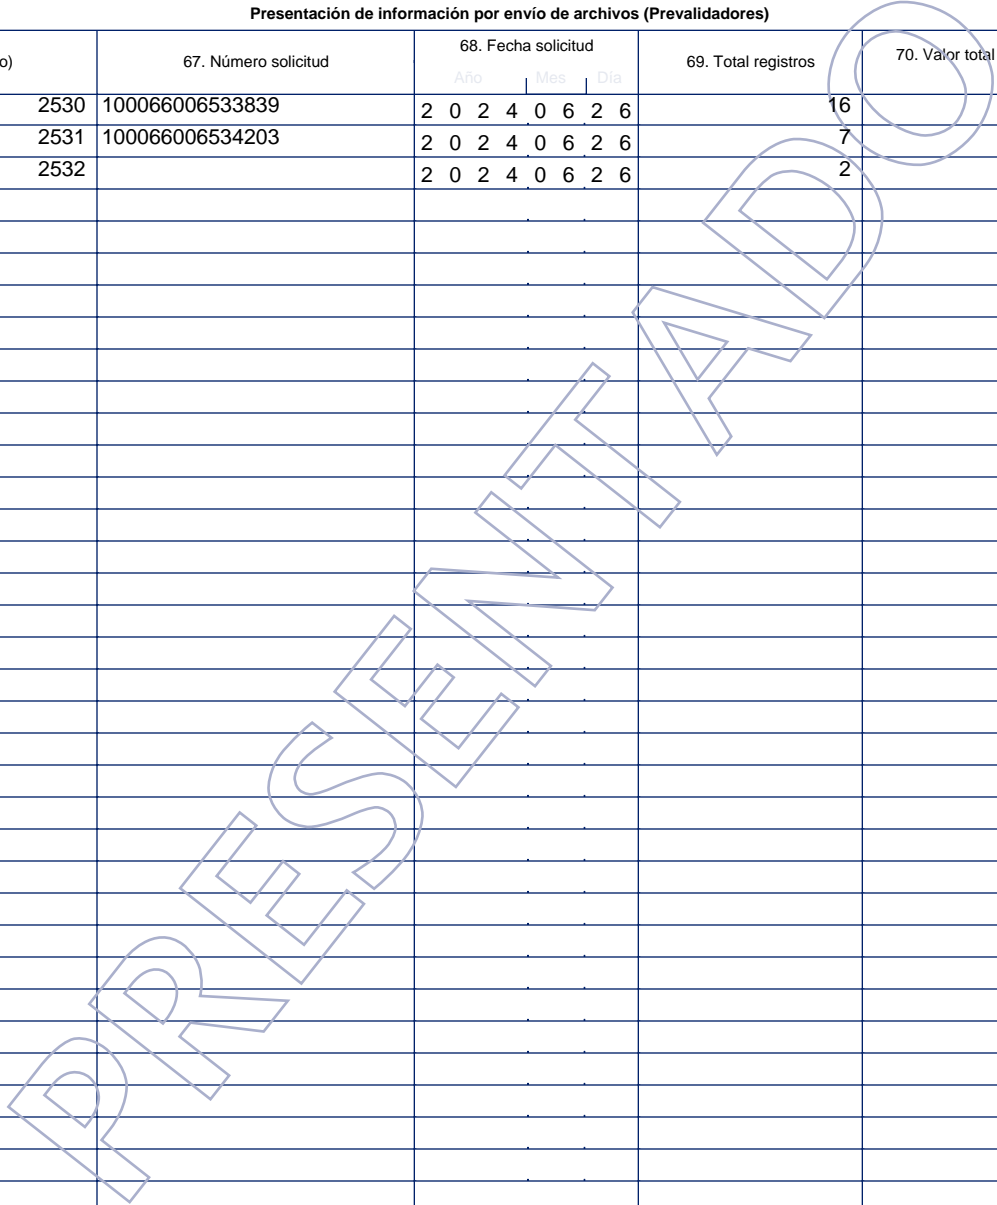 Presentación de información por envío de archivos (Prevalidadores)
o) 67. Número solicitud 68. Fecha solicitud 69. Total registros 70. Valor total
Año Mes Día
2530 100066006533839 2 0 2 4 0 6 2 6 16
2531 100066006534203 2 0 2 4 0 6 2 6 7
2532 2 0 2 4 0 6 2 6 2
PRESENTADO